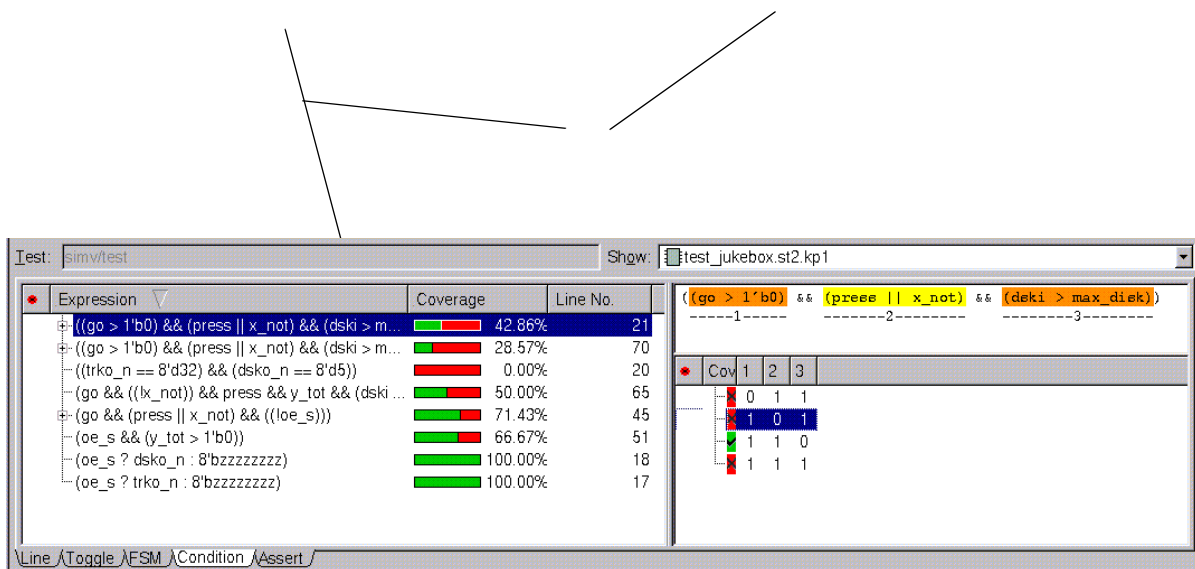 Test: simv/test Show: test_jukebox.st2.kp1
Expression Coverage Line No.
((go > 1'b0) && (press || x_not) && (dski > m... 42.86% 21
((go > 1'b0) && (press || x_not) && (dski > m... 28.57% 70
((trko_n == 8'd32) && (dsko_n == 8'd5)) 0.00% 20
(go && ((!x_not)) && press && y_tot && (dski ... 50.00% 65
(go && (press || x_not) && ((!oe_s))) 71.43% 45
(oe_s && (y_tot > 1'b0)) 66.67% 51
(oe_s ? dsko_n : 8'bzzzzzzzz) 100.00% 18
(oe_s ? trko_n : 8'bzzzzzzzz) 100.00% 17
((go > 1'b0) && (press || x_not) && (dski > max_disk))
-----1----- -------2-------- --------3---------
Cov 1 2 3
0 1 1
1 0 1
1 1 0
1 1 1
Line Toggle FSM Condition Assert